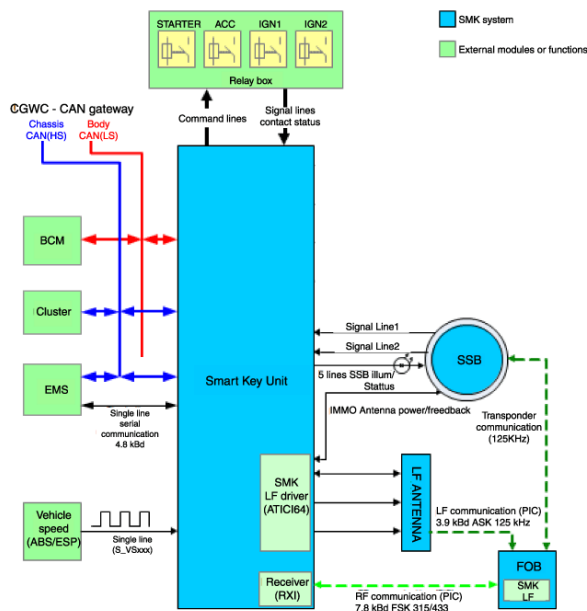 SMK system
External modules or functions
STARTER
ACC
IGN1
IGN2
Relay box
Command lines
Signal lines
contact status
CGWC - CAN gateway
Chassis
CAN(HS)
Body
CAN(LS)
BCM
Cluster
EMS
Single line
serial
communication
4.8 kBd
Smart Key Unit
Signal Line1
Signal Line2
5 lines SSB illum/
Stattus
IMMO Antenna power/freedback
SSB
Transponder
communication
(125KHz)
SMK
LF driver
(ATICI64)
LF ANTENNA
LF communication (PIC)
3.9 kBd ASK 125 kHz
Vehicle
speed
(ABS/ESP)
Single line
(S_VSxxx)
Receiver
(RXI)
RF communication (PIC)
7.8 kBd FSK 315/433
FOB
SMK
LF